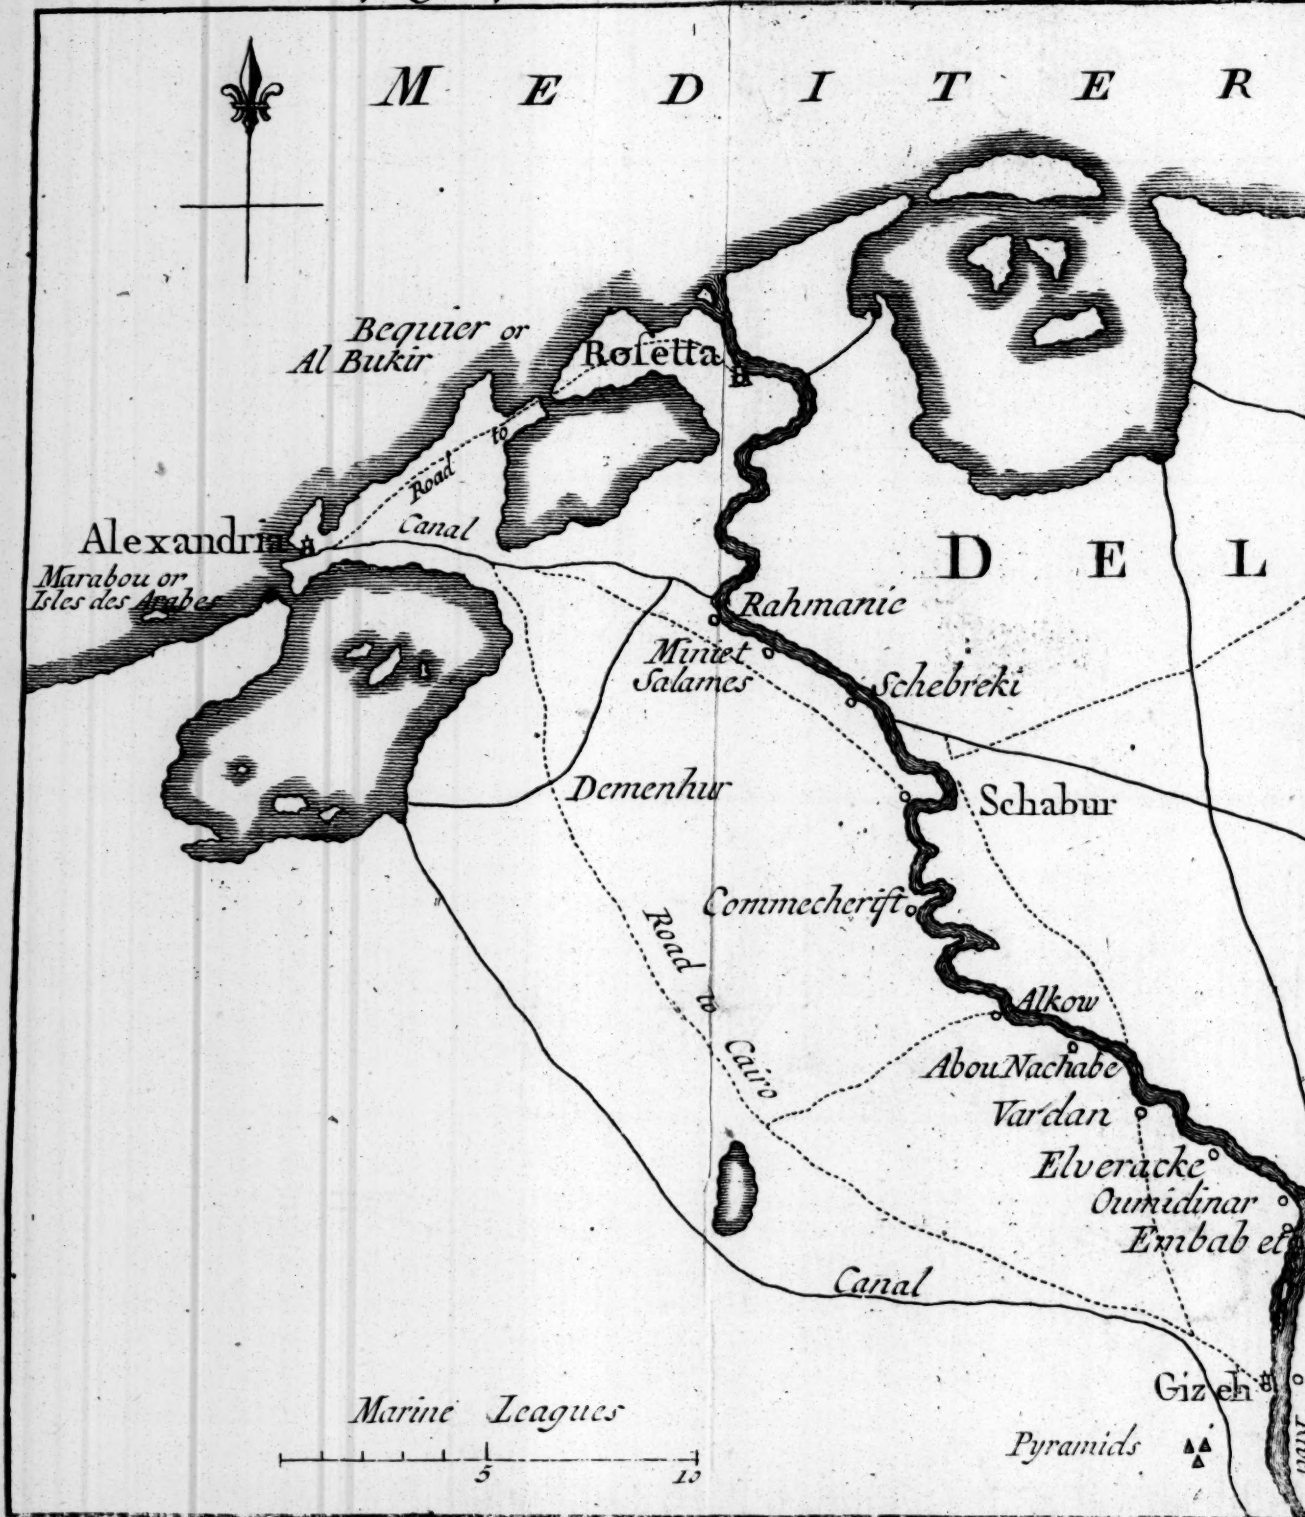 M E D I T E R
Bequier or
Al Bukir
Roſetta
Road to
Canal
Alexandria
Marabou or
Isles des Arabes
D E L
Rahmanie
Miniet
Salames
Schebreki
Demenhur
Schabur
Commecherift
Road to Cairo
Alkow
Abou Nachabe
Vardan
Elveracke
Oumidinar
Embab et
Canal
Gizeh
Marine Leagues
5 10
Pyramids